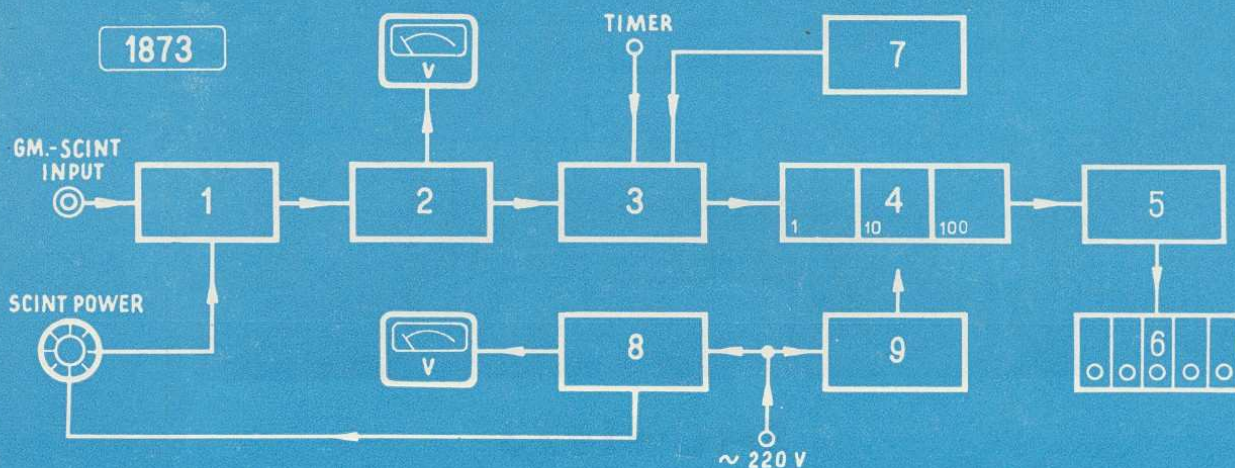 1873
TIMER
7
V
GM.-SCINT
INPUT
1
2
3
4
1
10
100
5
SCINT POWER
V
8
9
6
~ 220 V